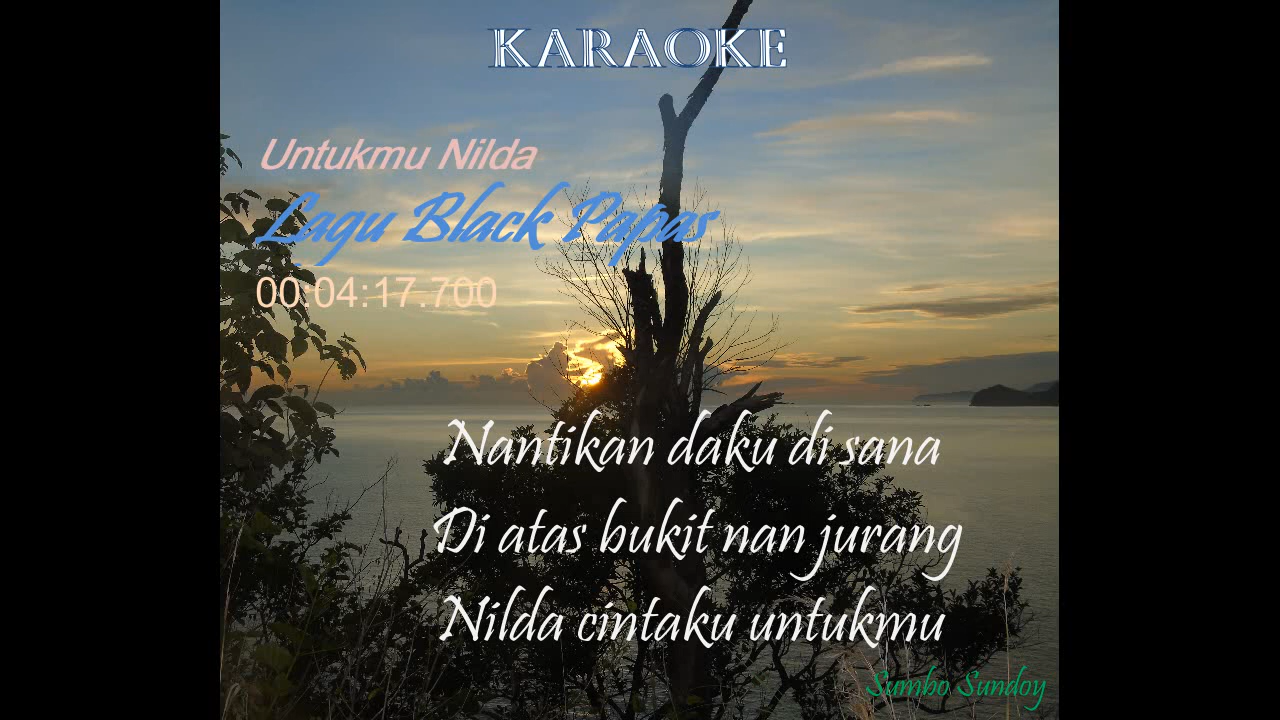 KARAOKE
Untukmu Nilda
Lagu Black Papas
00:04:17.700
Nantikan daku di sana
Di atas bukit nan jurang
Nilda cintaku untukmu
Sumbo Sundoy